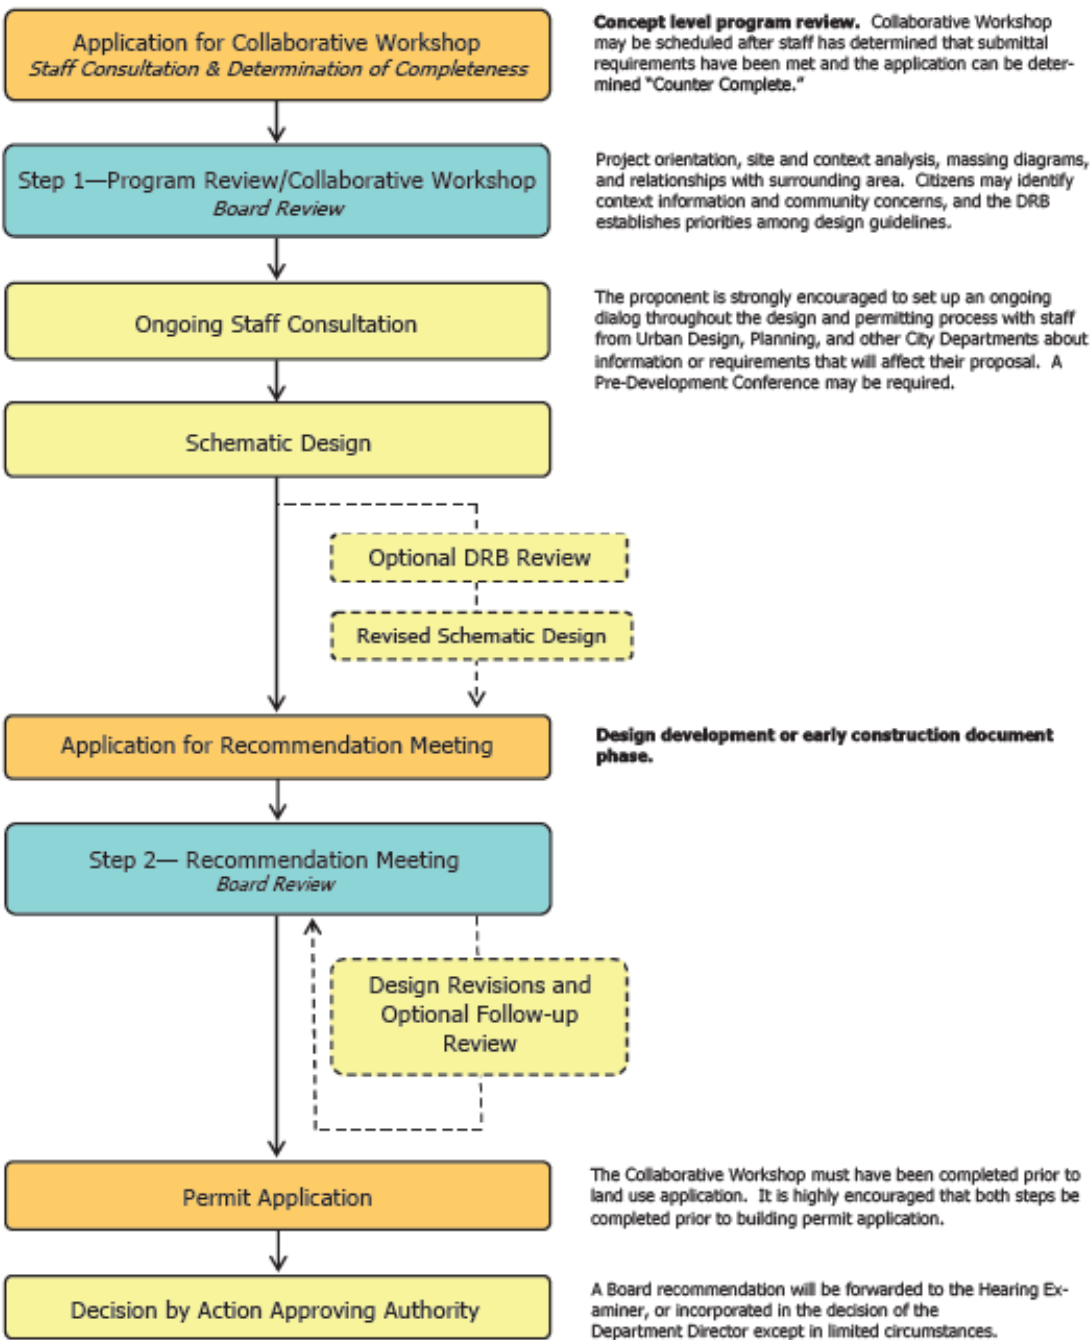 Application for Collaborative Workshop
Staff Consultation & Determination of Completeness
Concept level program review. Collaborative Workshop
may be scheduled after staff has determined that submittal
requirements have been met and the application can be deter-
mined “Counter Complete.”
Step 1—Program Review/Collaborative Workshop
Board Review
Project orientation, site and context analysis, massing diagrams,
and relationships with surrounding area. Citizens may identify
context information and community concerns, and the DRB
establishes priorities among design guidelines.
Ongoing Staff Consultation
The proponent is strongly encouraged to set up an ongoing
dialog throughout the design and permitting process with staff
from Urban Design, Planning, and other City Departments about
information or requirements that will affect their proposal. A
Pre-Development Conference may be required.
Schematic Design
Optional DRB Review
Revised Schematic Design
Application for Recommendation Meeting
Design development or early construction document
phase.
Step 2— Recommendation Meeting
Board Review
Design Revisions and
Optional Follow-up
Review
Permit Application
The Collaborative Workshop must have been completed prior to
land use application. It is highly encouraged that both steps be
completed prior to building permit application.
Decision by Action Approving Authority
A Board recommendation will be forwarded to the Hearing Ex-
aminer, or incorporated in the decision of the
Department Director except in limited circumstances.